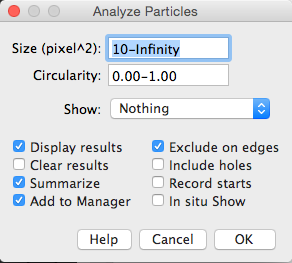 Analyze Particles
Size (pixel^2): 10-Infinity
Circularity: 0.00-1.00
Show: Nothing
Display results Exclude on edges
Clear results Include holes
Summarize Record starts
Add to Manager In situ Show
Help Cancel OK